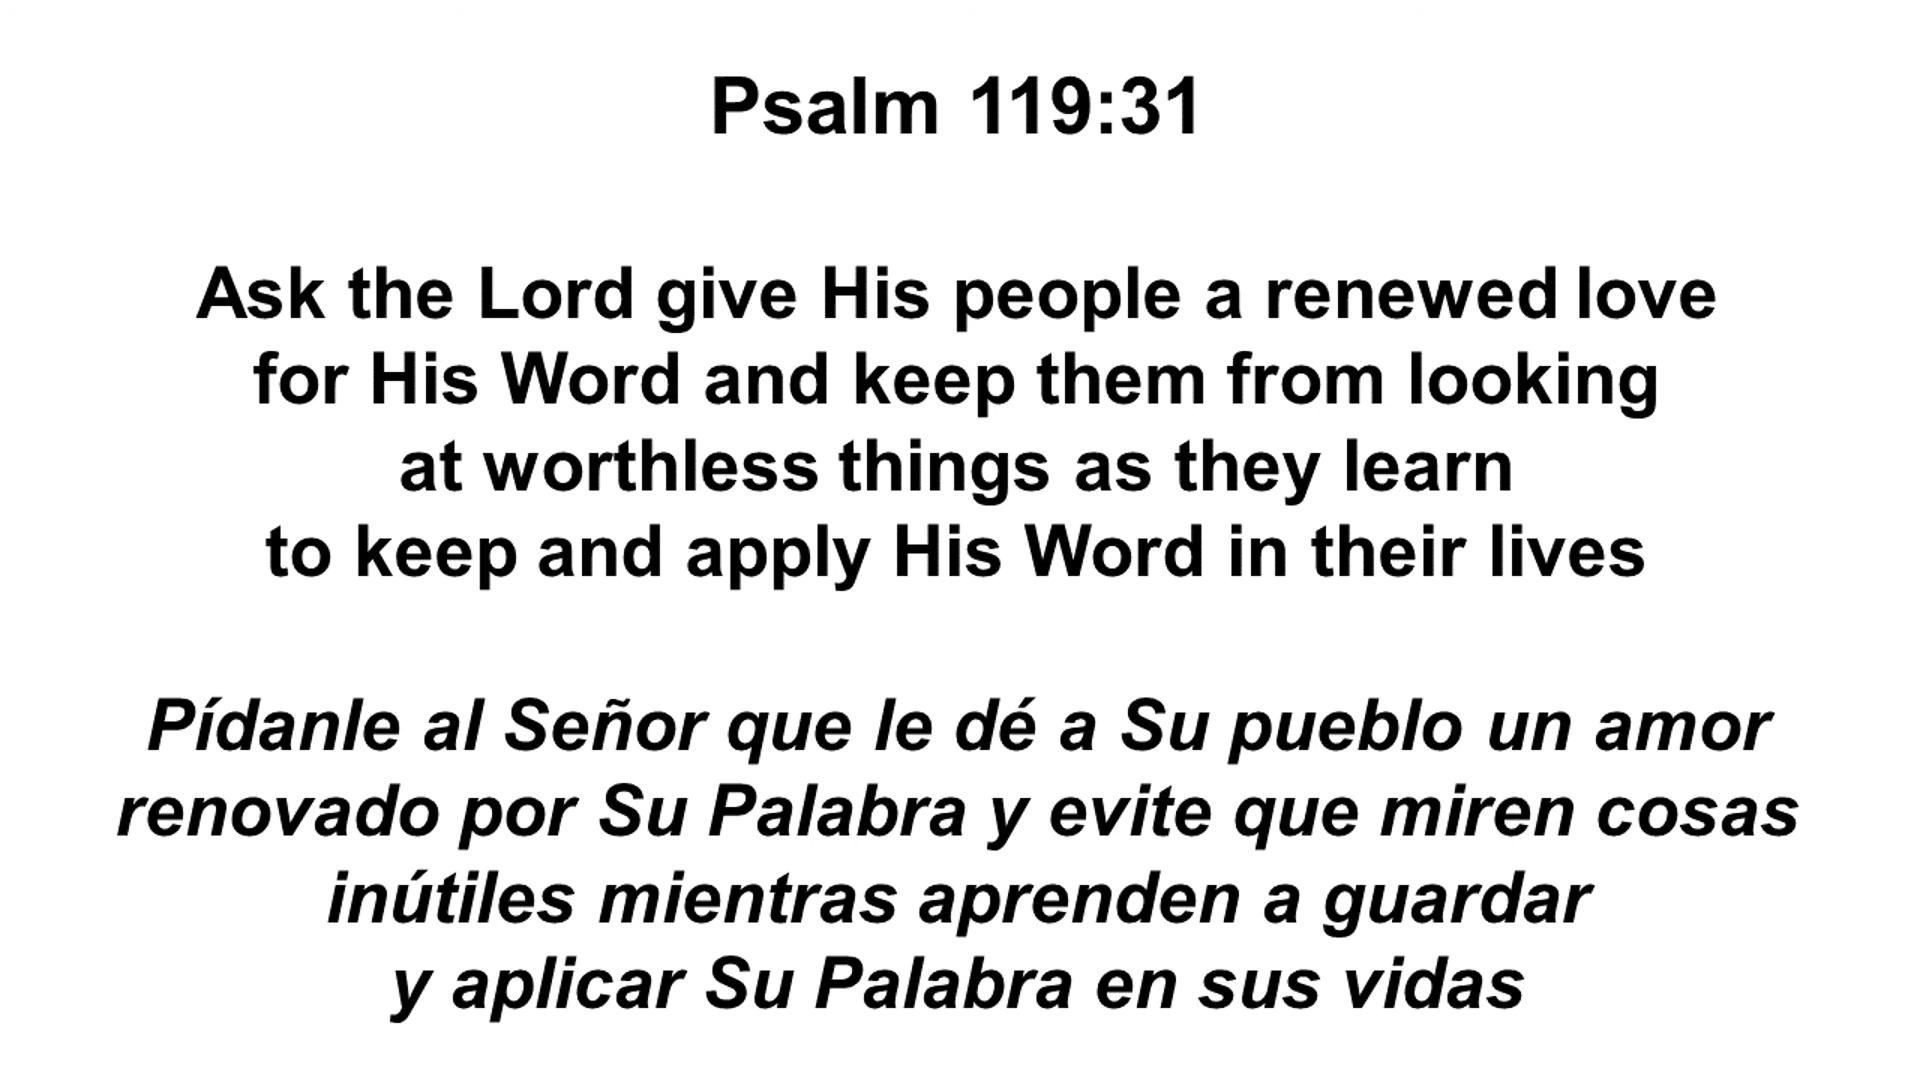 Psalm 119:31
Ask the Lord give His people a renewed love
for His Word and keep them from looking
at worthless things as they learn
to keep and apply His Word in their lives
Pídanle al Señor que le dé a Su pueblo un amor
renovado por Su Palabra y evite que miren cosas
inútiles mientras aprenden a guardar
y aplicar Su Palabra en sus vidas